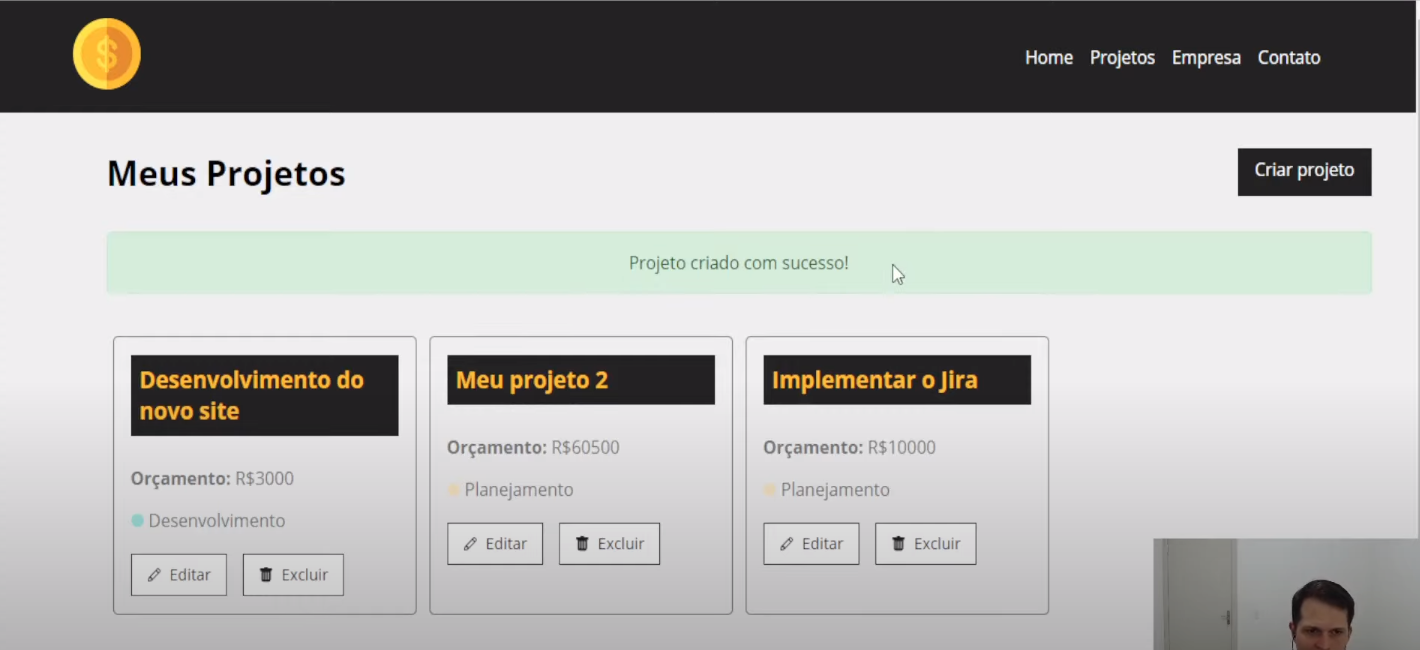 $
Home Projetos Empresa Contato
Meus Projetos
Criar projeto
Projeto criado com sucesso!
Desenvolvimento do
novo site
Orçamento: R$3000
Desenvolvimento
Editar Excluir
Meu projeto 2
Orçamento: R$60500
Planejamento
Editar Excluir
Implementar o Jira
Orçamento: R$10000
Planejamento
Editar Excluir